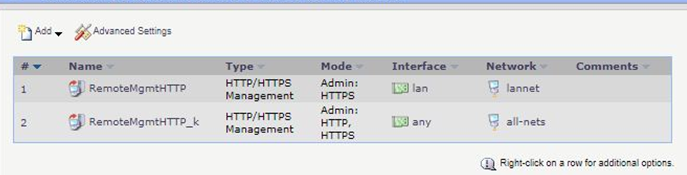 Add Advanced Settings
# Name Type Mode Interface Network Comments
1 RemoteMgmtHTTP HTTP/HTTPS Management Admin: HTTPS lan lannet
2 RemoteMgmtHTTP_k HTTP/HTTPS Management Admin: HTTP, HTTPS any all-nets
Right-click on a row for additional options.